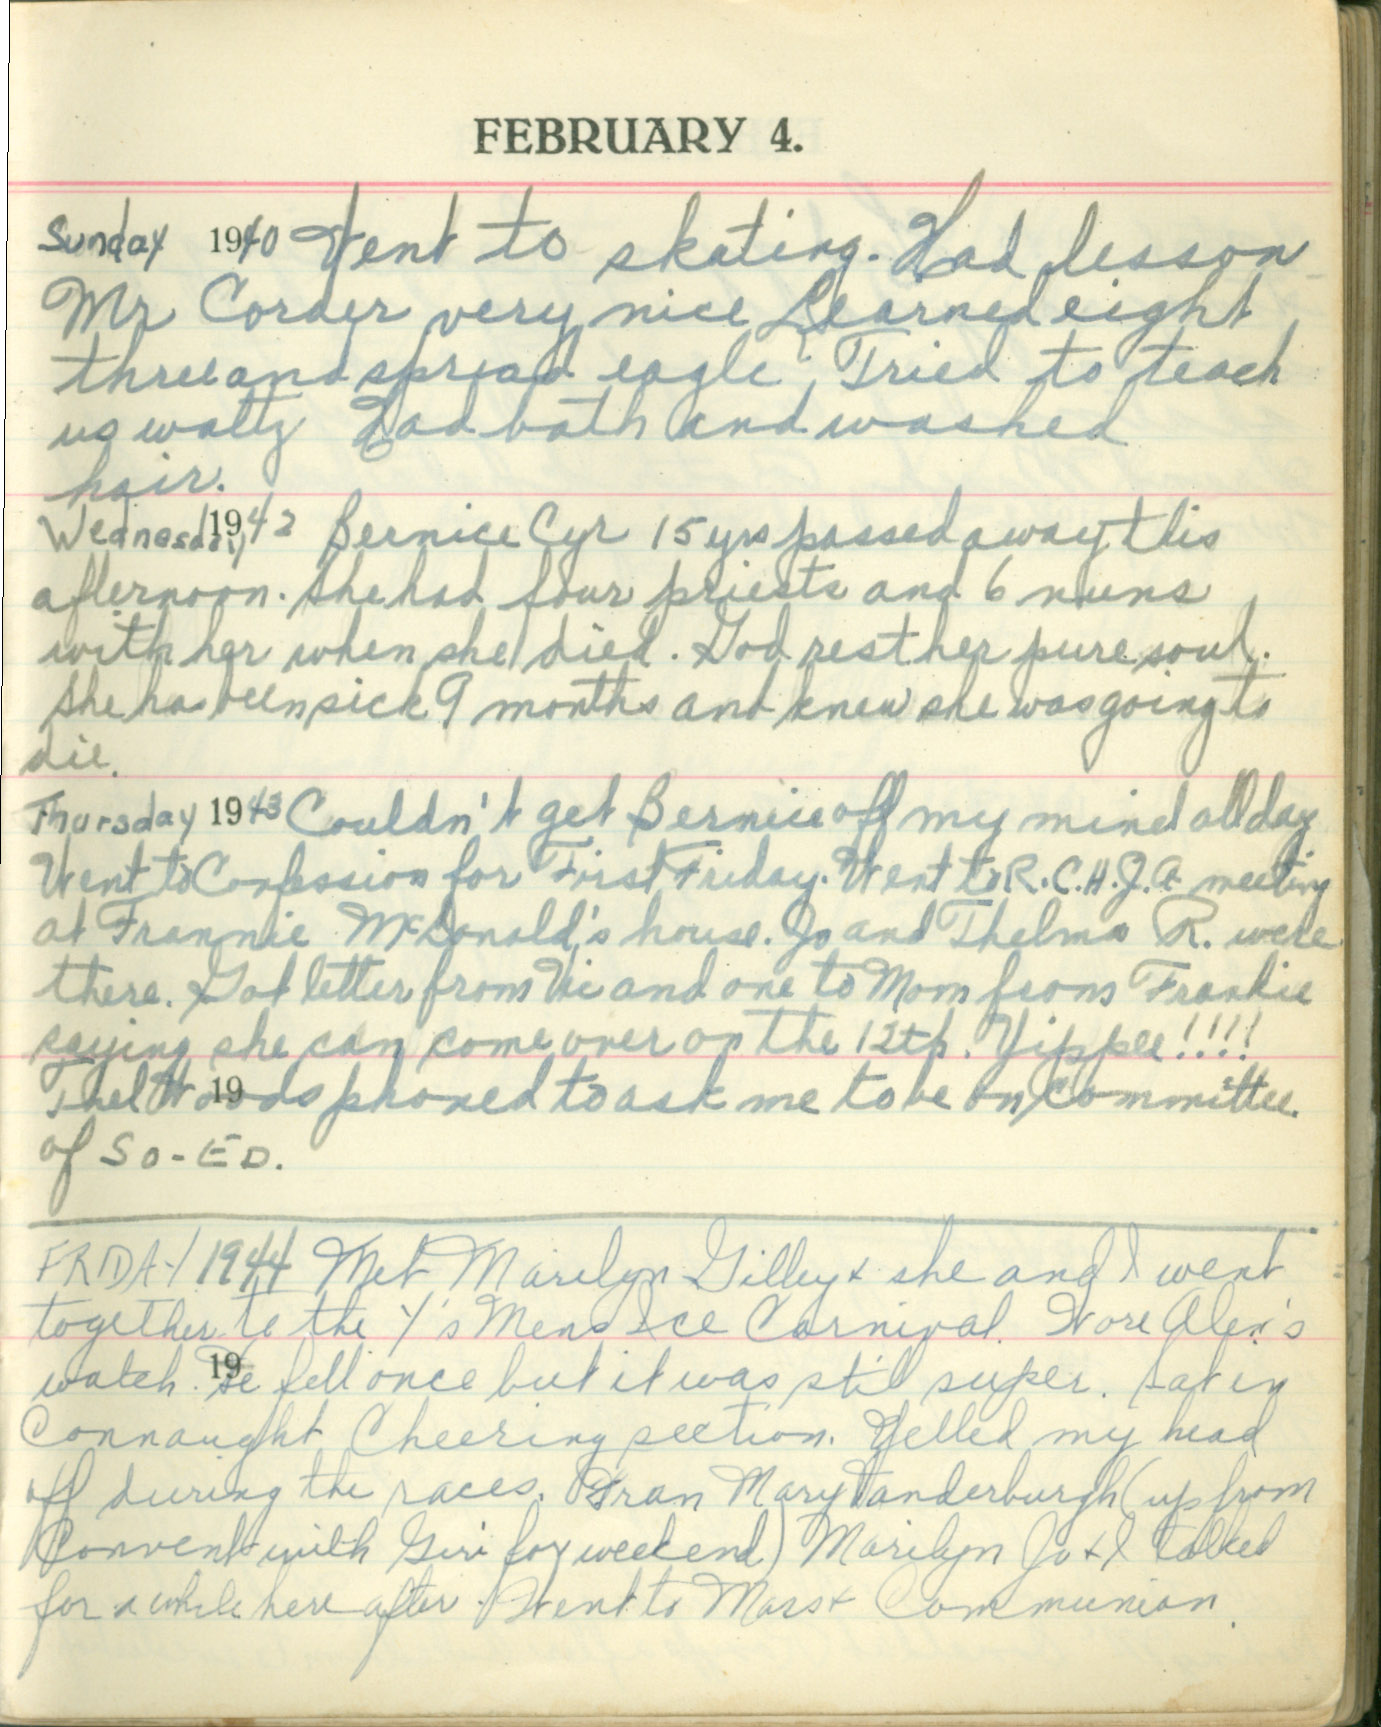 FEBRUARY 4.
Sunday 1940 Went to skating. Had lesson
Mr Corder very nice Learned eight
three and spread eagle. Tried to teach
us waltz Had bath and washed
hair.
Wednesday 1942 Bernice Cyr 15 yrs passed away this
afternoon. She had four priests and 6 nuns
with her when she died. God rest her pure soul.
She has been sick 9 months and knew she was going to
die.
Thursday 1943 Couldn't get Bernice off my mind all day
Went to Confession for First Friday. Went to R.C.H.J.A meeting
at Frannie McDonald's house. Jo and Thelma R. were
there. Got letter from Vic and one to Mom from Frankie
saying she can come over on the 12th. Yippee!!!!
Thel Woods phoned to ask me to be on committee.
19
of SO-ED.
FRIDAY 1944 Met Marilyn Gilley & she and I went
together to the Y's Mens Ice Carnival. Wore Alex's
watch. Se fell once but it was stil super. Sat in
19
Connaught Cheering section. Yelled my head
off during the races. Fran Mary Vanderburgh (up from
Convent with Giri for weekend) Marilyn Jo & I talked
for a while here after. Went to Mass & Communion.